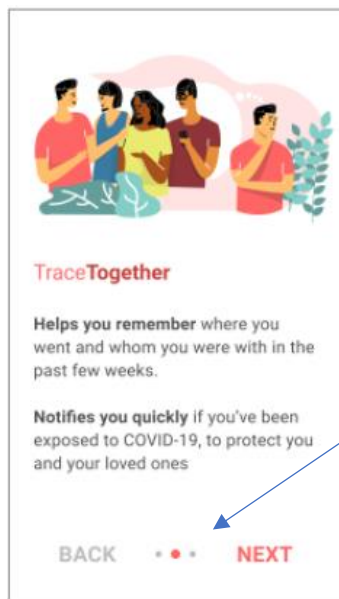 TraceTogether
Helps you remember where you
went and whom you were with in the
past few weeks.
Notifies you quickly if you've been
exposed to COVID-19, to protect you
and your loved ones
BACK NEXT